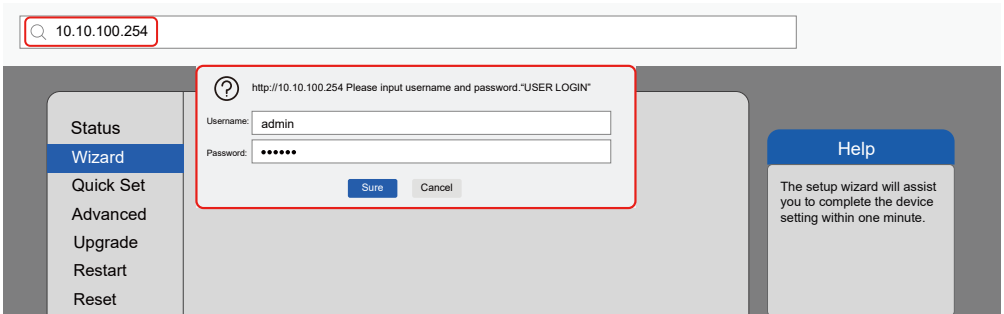 10.10.100.254
http://10.10.100.254 Please input username and password.“USER LOGIN”
Username: admin
Password: ••••••
Sure Cancel
Status
Wizard
Quick Set
Advanced
Upgrade
Restart
Reset
Help
The setup wizard will assist
you to complete the device
setting within one minute.